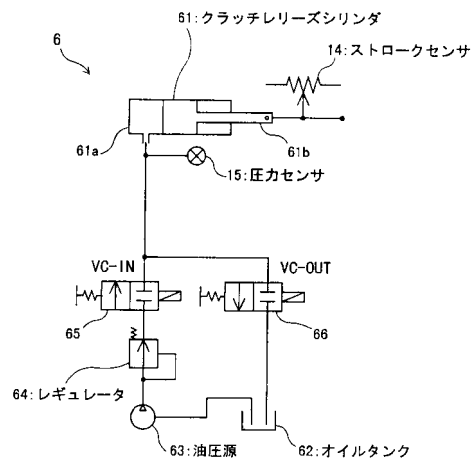 61:クラッチレリーズシリンダ
14:ストロークセンサ
6
61a
61b
15:圧力センサ
VC-IN
VC-OUT
65
66
64:レギュレータ
63:油圧源
62:オイルタンク